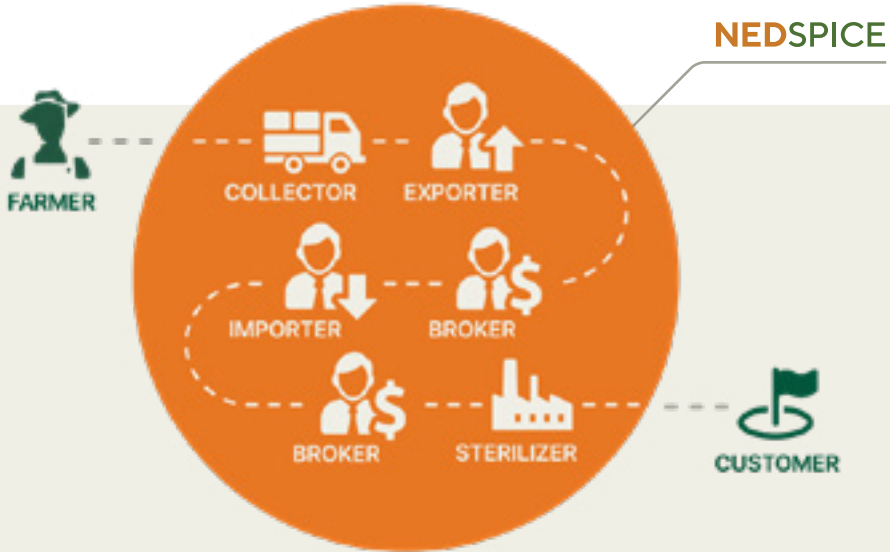 NEDSPICE
FARMER
COLLECTOR
EXPORTER
IMPORTER
BROKER
BROKER
STERILIZER
CUSTOMER